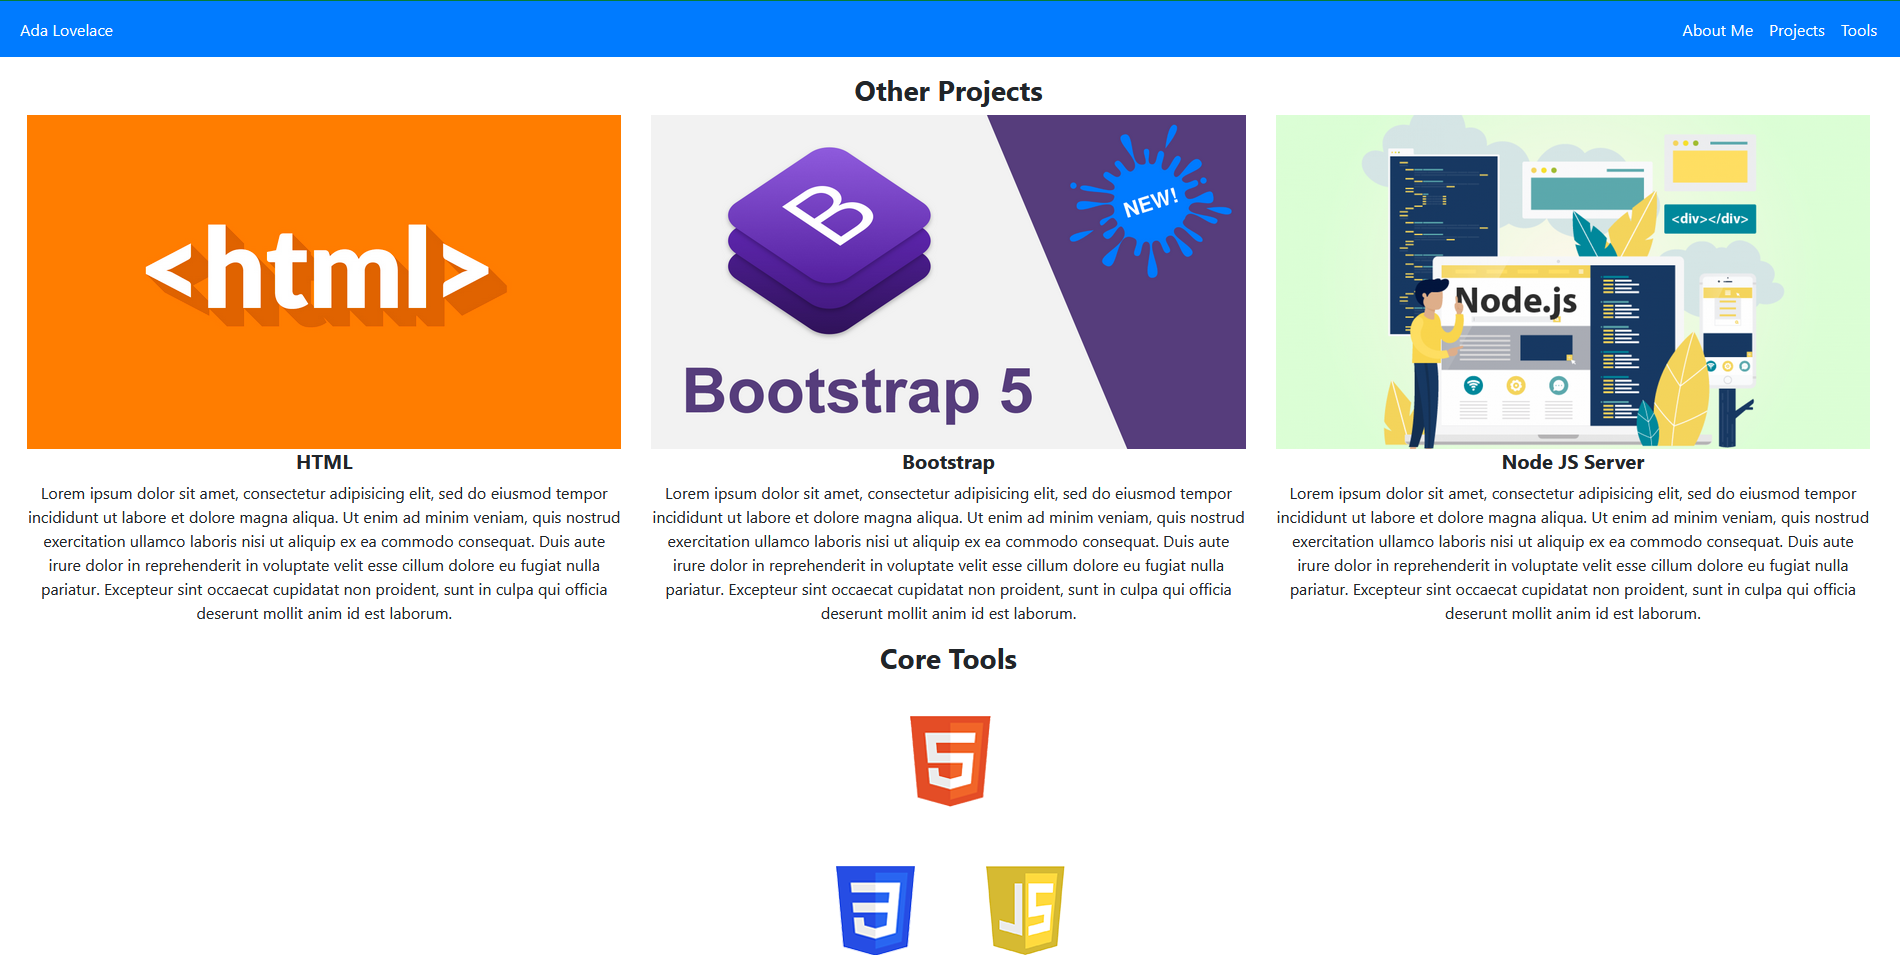 Ada Lovelace
About Me Projects Tools
Other Projects
<html>
B
NEW!
Bootstrap 5
<div></div>
Node.js
HTML
Lorem ipsum dolor sit amet, consectetur adipisicing elit, sed do eiusmod tempor
incididunt ut labore et dolore magna aliqua. Ut enim ad minim veniam, quis nostrud
exercitation ullamco laboris nisi ut aliquip ex ea commodo consequat. Duis aute
irure dolor in reprehenderit in voluptate velit esse cillum dolore eu fugiat nulla
pariatur. Excepteur sint occaecat cupidatat non proident, sunt in culpa qui officia
deserunt mollit anim id est laborum.
Bootstrap
Lorem ipsum dolor sit amet, consectetur adipisicing elit, sed do eiusmod tempor
incididunt ut labore et dolore magna aliqua. Ut enim ad minim veniam, quis nostrud
exercitation ullamco laboris nisi ut aliquip ex ea commodo consequat. Duis aute
irure dolor in reprehenderit in voluptate velit esse cillum dolore eu fugiat nulla
pariatur. Excepteur sint occaecat cupidatat non proident, sunt in culpa qui officia
deserunt mollit anim id est laborum.
Node JS Server
Lorem ipsum dolor sit amet, consectetur adipisicing elit, sed do eiusmod tempor
incididunt ut labore et dolore magna aliqua. Ut enim ad minim veniam, quis nostrud
exercitation ullamco laboris nisi ut aliquip ex ea commodo consequat. Duis aute
irure dolor in reprehenderit in voluptate velit esse cillum dolore eu fugiat nulla
pariatur. Excepteur sint occaecat cupidatat non proident, sunt in culpa qui officia
deserunt mollit anim id est laborum.
Core Tools
5
3
JS